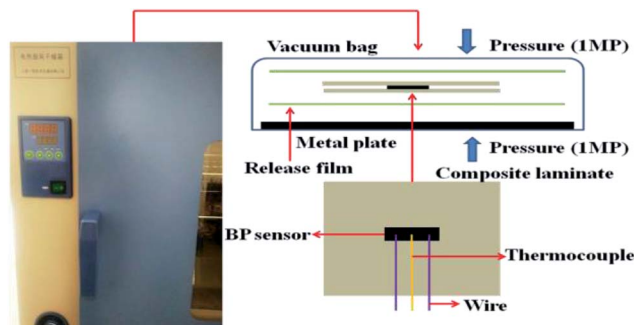 Vacuum bag
Pressure (1MP)
Metal plate
Pressure (1MP)
Release film
Composite laminate
BP sensor
Thermocouple
Wire